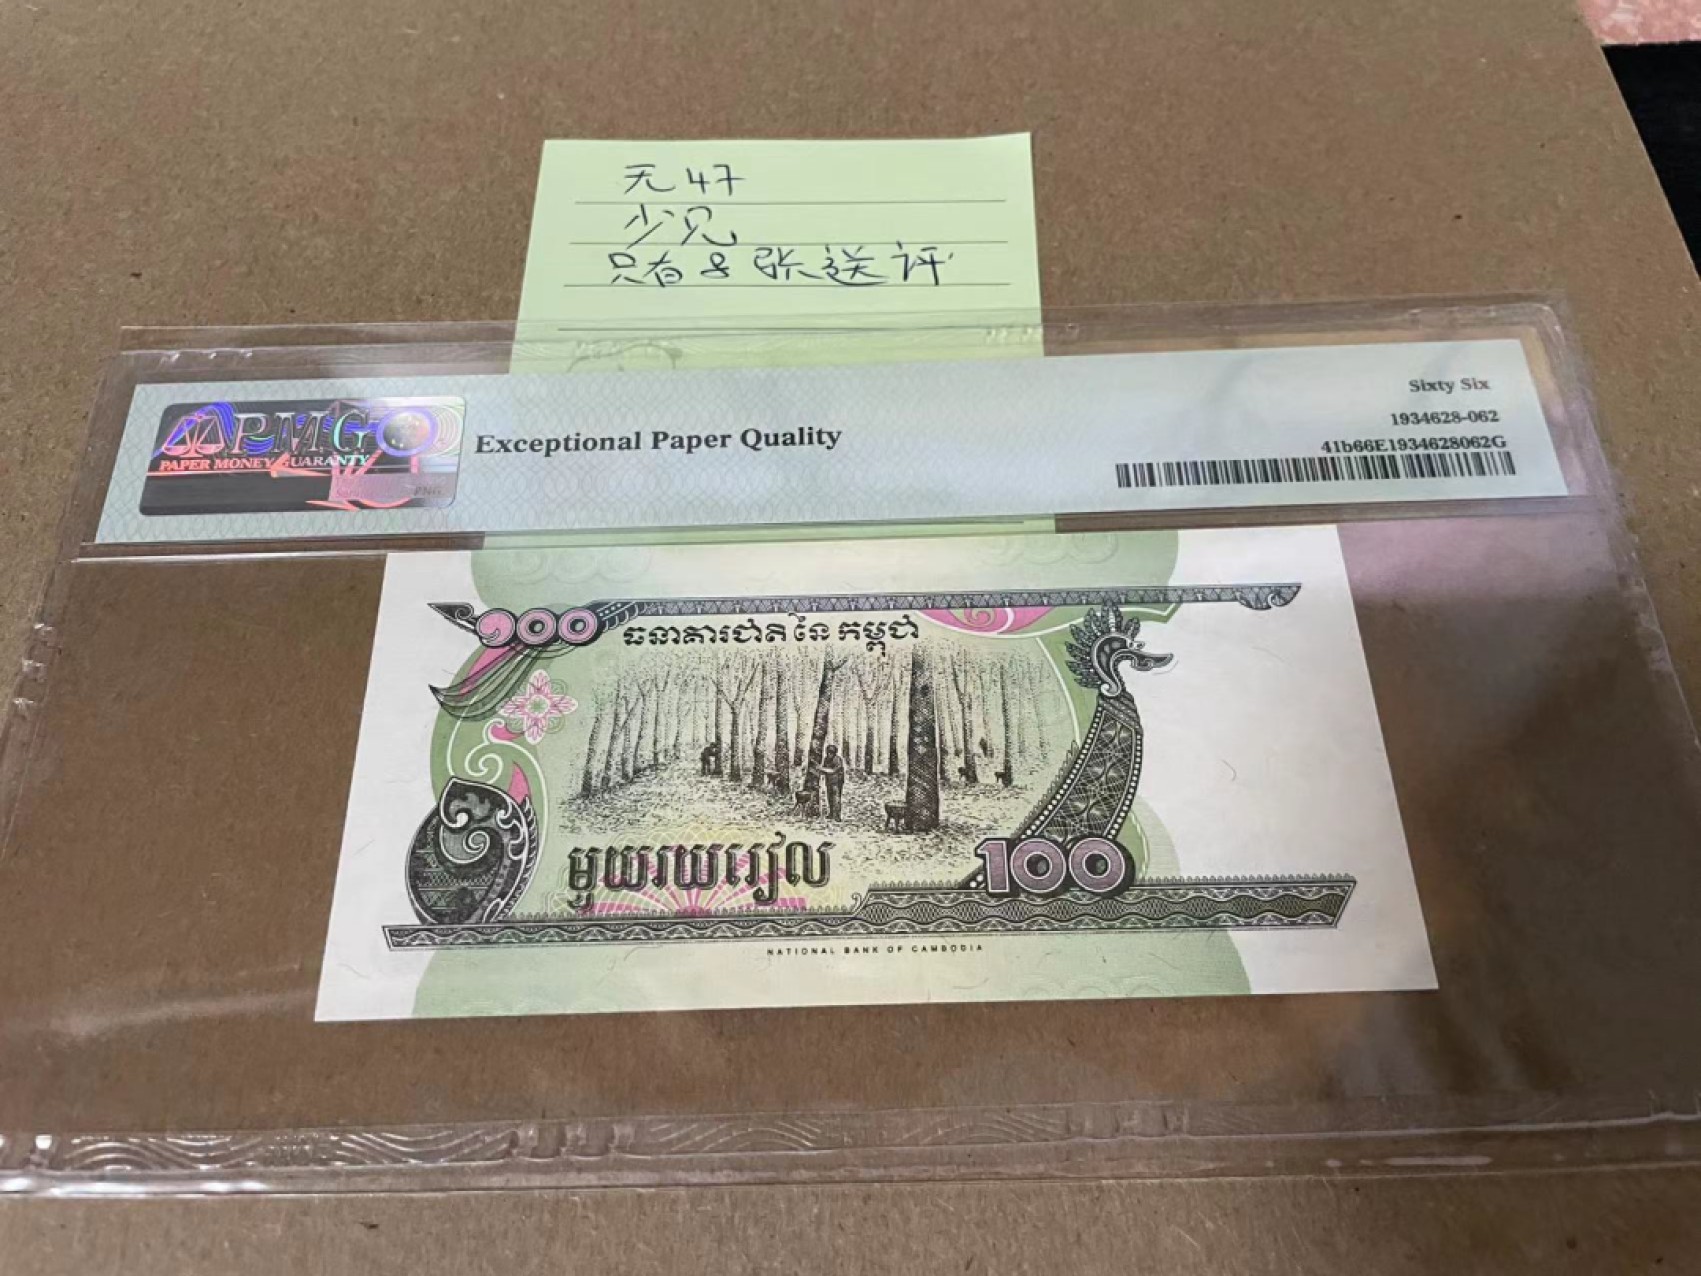 无47
少见
只有8张送评
Sixty Six
PMG
PAPER MONEY GUARANTY
Exceptional Paper Quality
1934628-062
41b66E1934628062G
១០០
ធនាគារជាតិ នៃ កម្ពុជា
មួយរយរៀល
100
NATIONAL BANK OF CAMBODIA